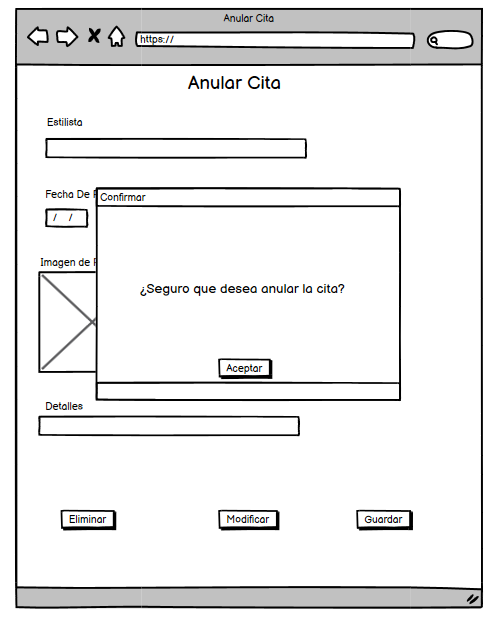 Anular Cita
https://
Anular Cita
Estilista
Fecha De
Confirmar
/ /
Imagen de
¿Seguro que desea anular la cita?
Aceptar
Detalles
Eliminar
Modificar
Guardar